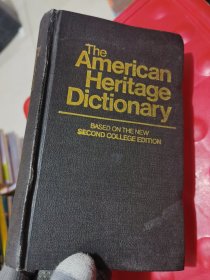 The
American
Heritage
Dictionary
BASED ON THE NEW
SECOND COLLEGE EDITION